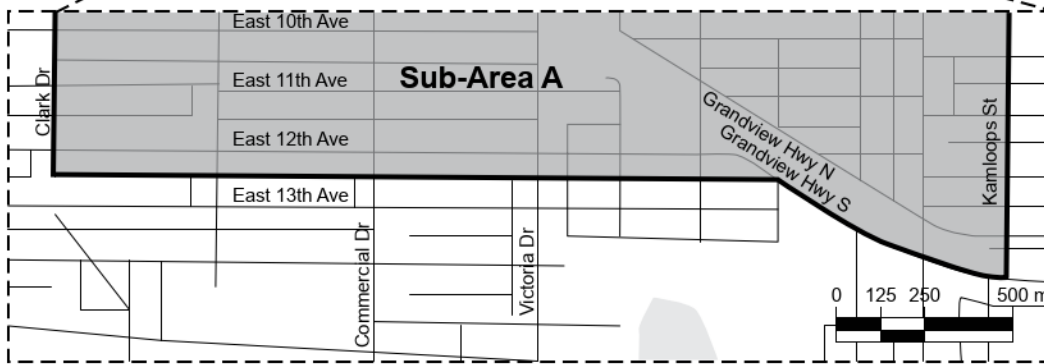 East 10th Ave
East 11th Ave
Sub-Area A
Clark Dr
Grandview Hwy N
Grandview Hwy S
East 12th Ave
Kamloops St
East 13th Ave
Commercial Dr
Victoria Dr
0 125 250 500 m